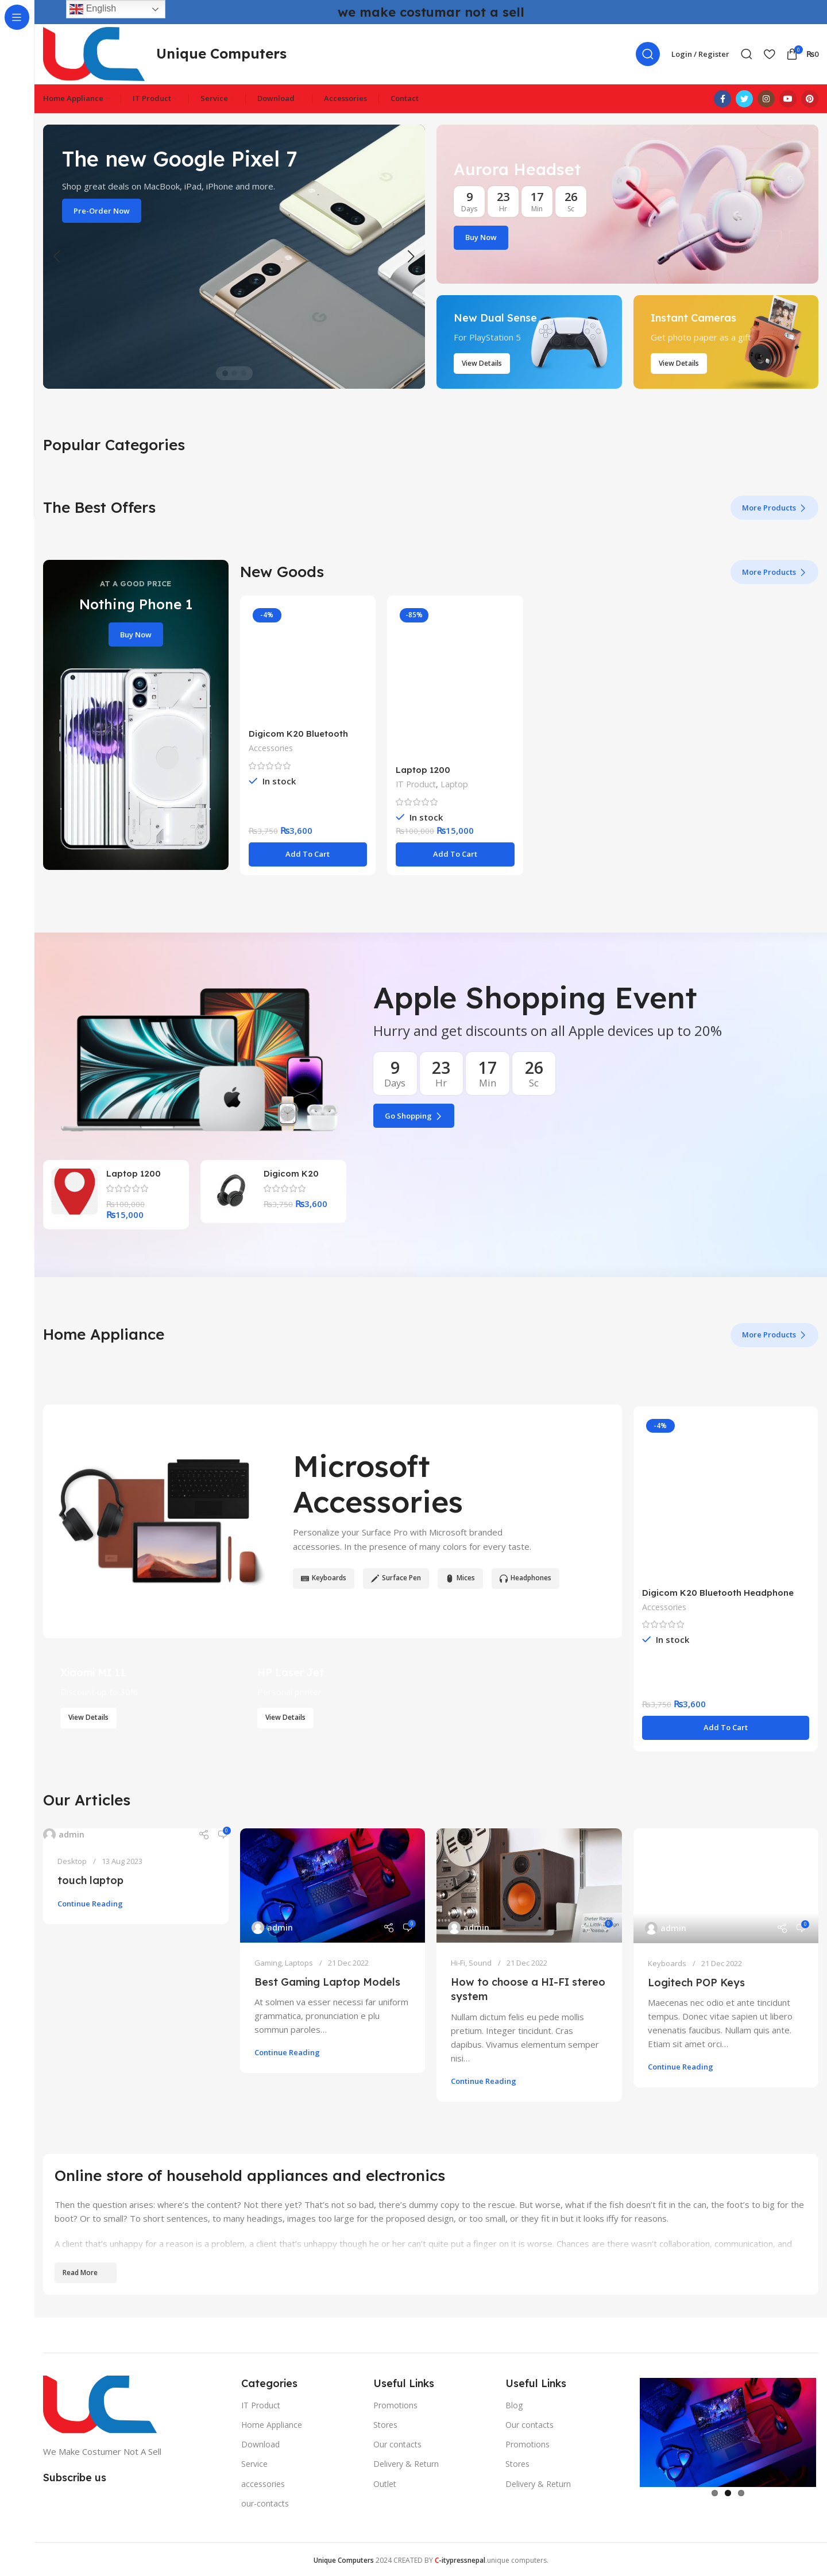 English
we make costumar not a sell
Unique Computers
Login / Register
0
₨0
Home Appliance
IT Product
Service
Download
Accessories
Contact
The new Google Pixel 7
Shop great deals on MacBook, iPad, iPhone and more.
Pre-Order Now
Aurora Headset
9 23 17 26
Days Hr Min Sc
Buy Now
New Dual Sense
For PlayStation 5
View Details
Instant Cameras
Get photo paper as a gift
View Details
Popular Categories
The Best Offers
More Products
AT A GOOD PRICE
Nothing Phone 1
Buy Now
New Goods
More Products
-4%
Digicom K20 Bluetooth
Accessories
In stock
₨3,750 ₨3,600
Add To Cart
-85%
Laptop 1200
IT Product, Laptop
In stock
₨100,000 ₨15,000
Add To Cart
Apple Shopping Event
Hurry and get discounts on all Apple devices up to 20%
9 23 17 26
Days Hr Min Sc
Go Shopping
Laptop 1200
₨100,000
₨15,000
Digicom K20
₨3,750 ₨3,600
Home Appliance
More Products
Microsoft
Accessories
Personalize your Surface Pro with Microsoft branded
accessories. In the presence of many colors for every taste.
Keyboards
Surface Pen
Mices
Headphones
-4%
Digicom K20 Bluetooth Headphone
Accessories
In stock
₨3,750 ₨3,600
Add To Cart
View Details
HP Laser Jet
View Details
Our Articles
admin
0
Desktop / 13 Aug 2023
touch laptop
Continue Reading
admin
0
Gaming, Laptops / 21 Dec 2022
Best Gaming Laptop Models
At solmen va esser necessi far uniform
grammatica, pronunciation e plu
sommun paroles...
Continue Reading
admin
0
Hi-Fi, Sound / 21 Dec 2022
How to choose a HI-FI stereo
system
Nullam dictum felis eu pede mollis
pretium. Integer tincidunt. Cras
dapibus. Vivamus elementum semper
nisi...
Continue Reading
admin
0
Keyboards / 21 Dec 2022
Logitech POP Keys
Maecenas nec odio et ante tincidunt
tempus. Donec vitae sapien ut libero
venenatis faucibus. Nullam quis ante.
Etiam sit amet orci...
Continue Reading
Online store of household appliances and electronics
Then the question arises: where's the content? Not there yet? That's not so bad, there's dummy copy to the rescue. But worse, what if the fish doesn't fit in the can, the foot's to big for the
boot? Or to small? To short sentences, to many headings, images too large for the proposed design, or too small, or they fit in but it looks iffy for reasons.
A client that's unhappy for a reason is a problem, a client that's unhappy though he or her can't quite put a finger on it is worse. Chances are there wasn't collaboration, communication, and
Read More
We Make Costumer Not A Sell
Subscribe us
Categories
IT Product
Home Appliance
Download
Service
accessories
our-contacts
Useful Links
Promotions
Stores
Our contacts
Delivery & Return
Outlet
Useful Links
Blog
Our contacts
Promotions
Stores
Delivery & Return
Unique Computers 2024 CREATED BY C-itypressnepal.unique computers.